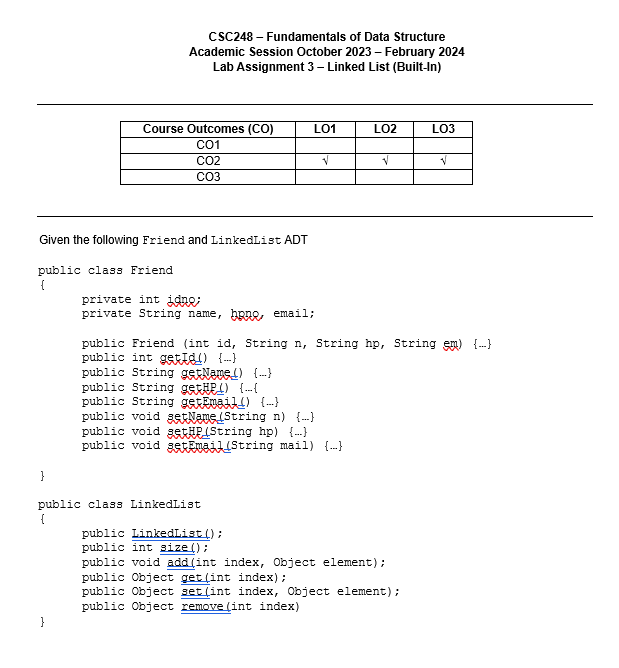 CSC248 – Fundamentals of Data Structure
Academic Session October 2023 – February 2024
Lab Assignment 3 – Linked List (Built-In)
Course Outcomes (CO) LO1 LO2 LO3
CO1
CO2 √ √ √
CO3
Given the following Friend and LinkedList ADT
public class Friend
{
private int idno;
private String name, hpno, email;
public Friend (int id, String n, String hp, String em) {…}
public int getId() {…}
public String getName() {…}
public String getHP() {…{
public String getEmail() {…}
public void setName(String n) {…}
public void setHP(String hp) {…}
public void setEmail(String mail) {…}
}
public class LinkedList
{
public LinkedList();
public int size();
public void add(int index, Object element);
public Object get(int index);
public Object set(int index, Object element);
public Object remove(int index)
}